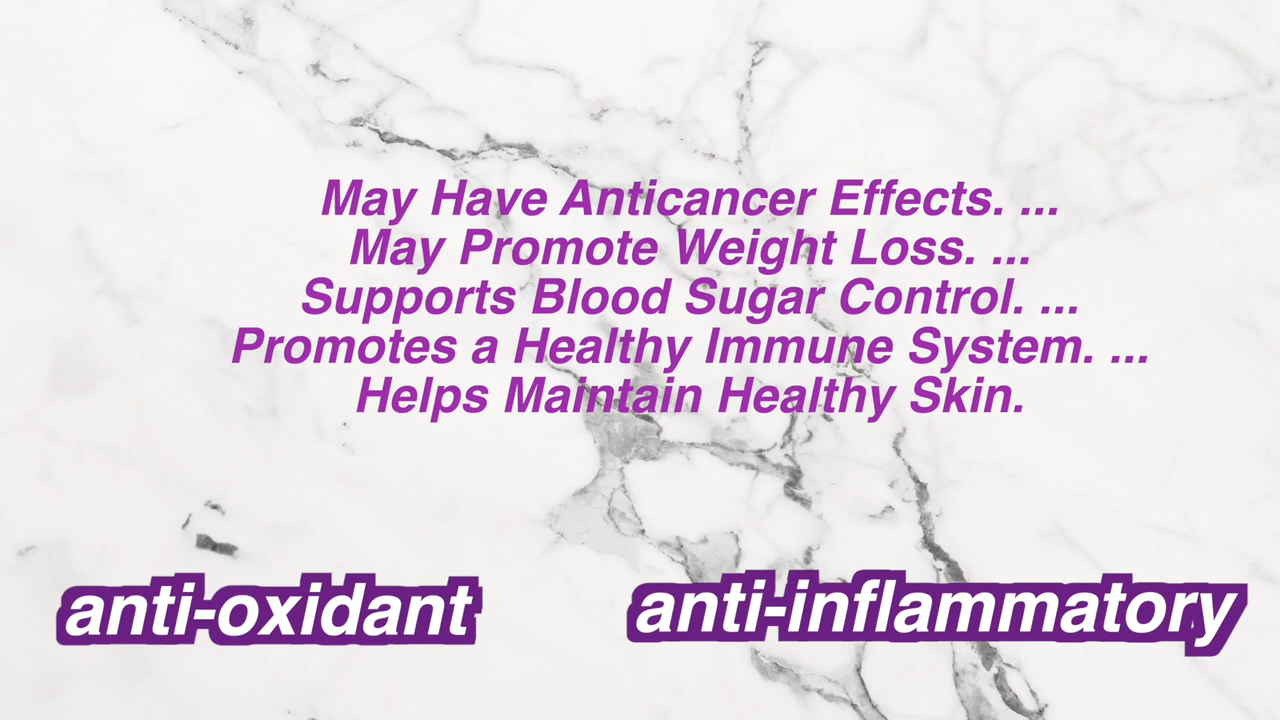 May Have Anticancer Effects. ...
May Promote Weight Loss. ...
Supports Blood Sugar Control. ...
Promotes a Healthy Immune System. ...
Helps Maintain Healthy Skin.
anti-oxidant
anti-inflammatory